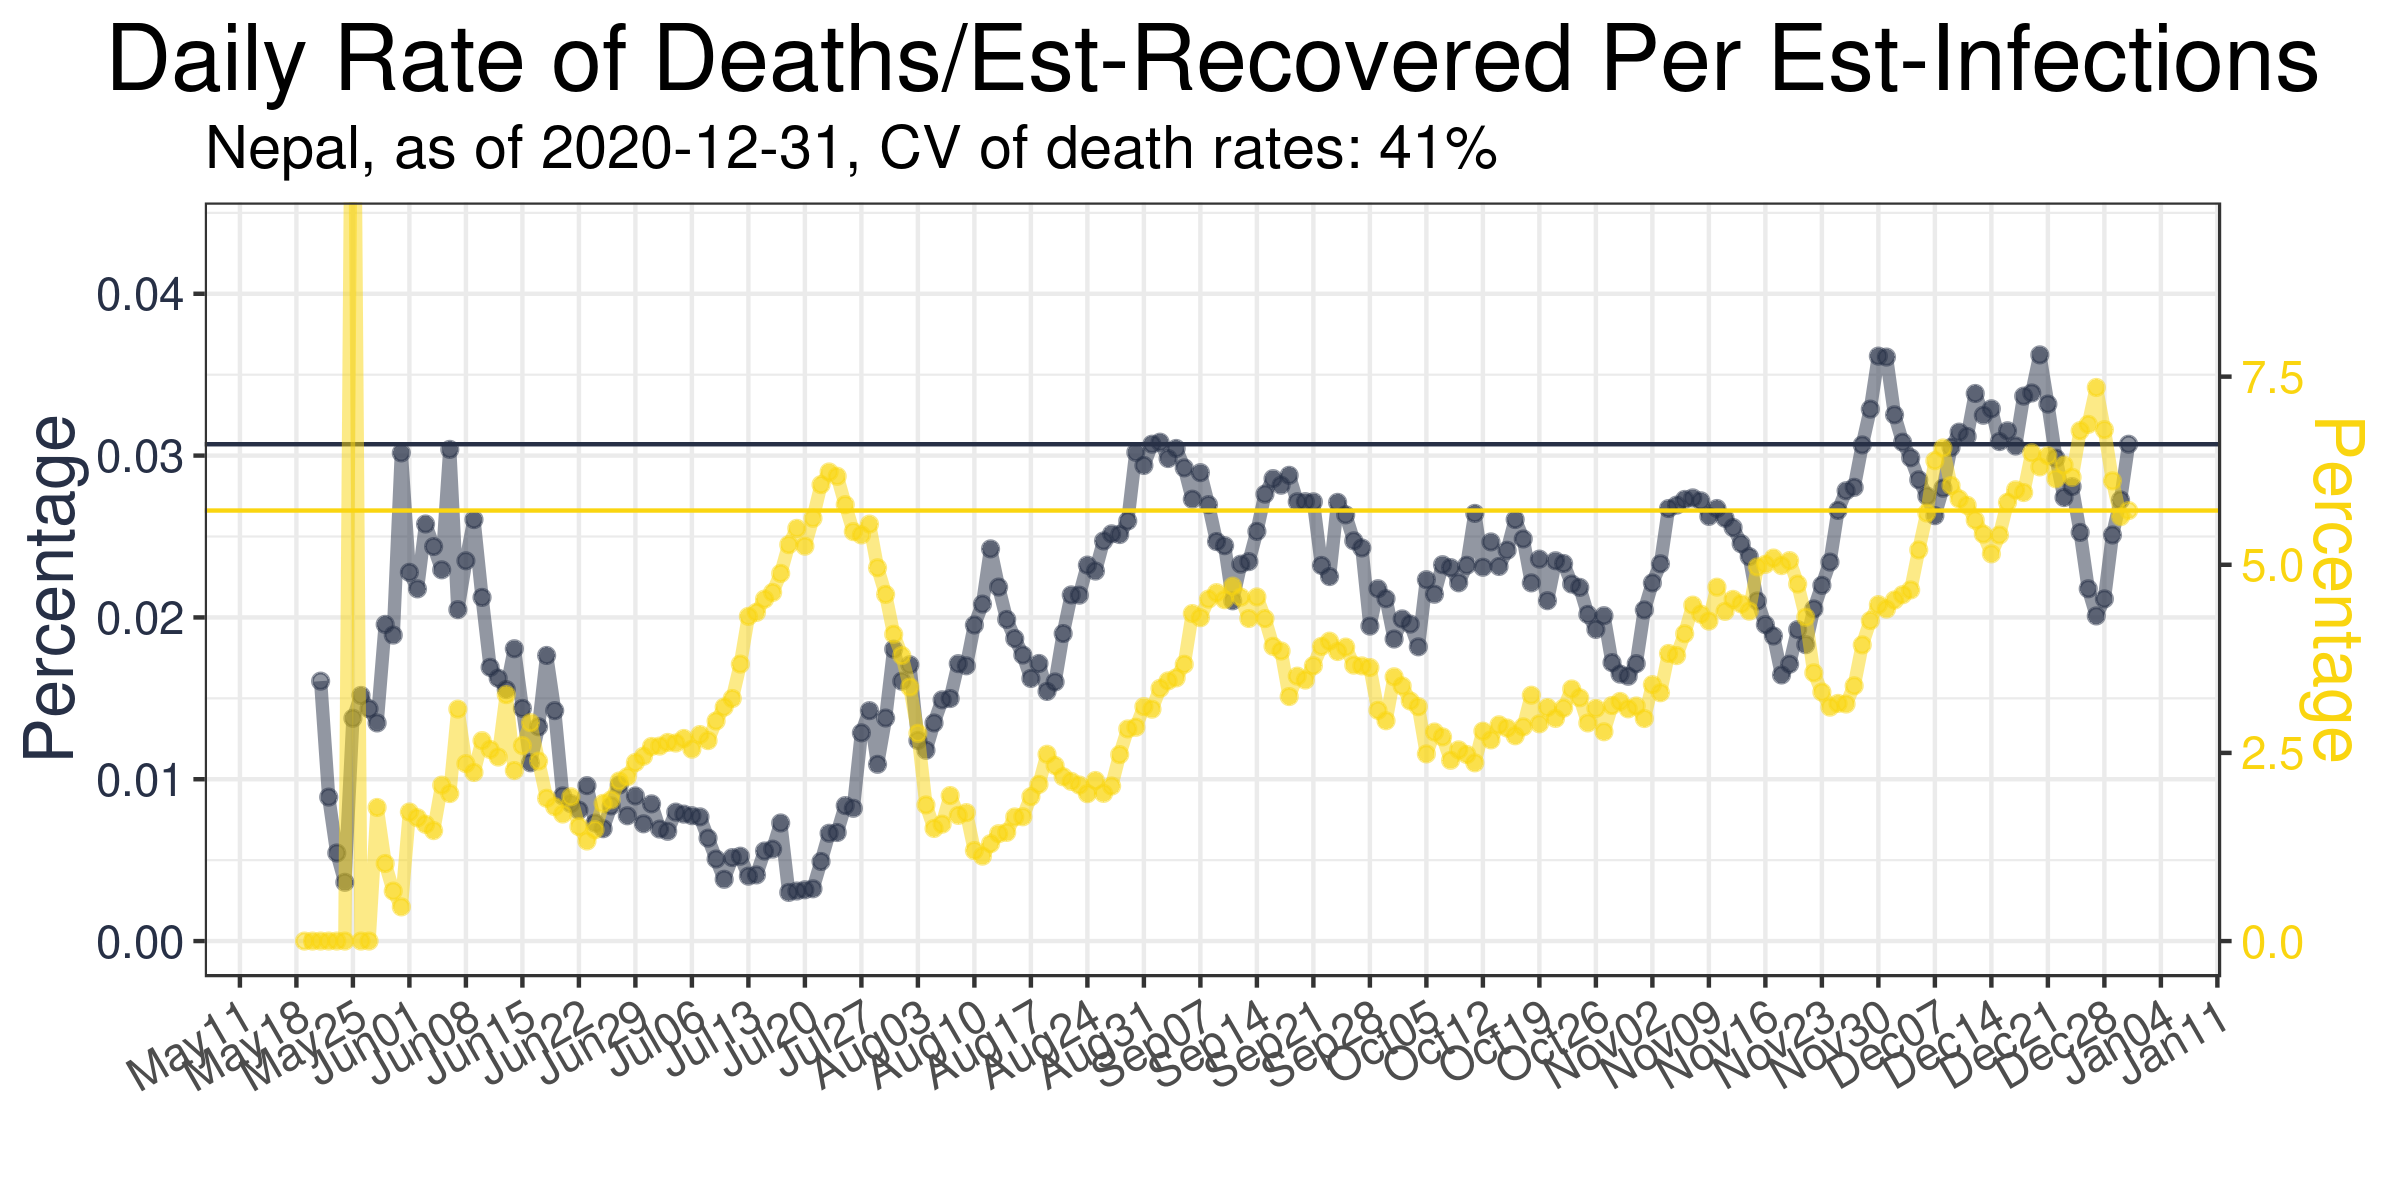 Daily Rate of Deaths/Est-Recovered Per Est-Infections
Nepal, as of 2020-12-31, CV of death rates: 41%
Percentage
0.04
0.03
0.02
0.01
0.00
7.5
5.0
2.5
0.0
Percentage
May11
May18
May25
Jun01
Jun08
Jun15
Jun22
Jun29
Jul06
Jul13
Jul20
Jul27
Aug03
Aug10
Aug17
Aug24
Aug31
Sep07
Sep14
Sep21
Sep28
Oct05
Oct12
Oct19
Oct26
Nov02
Nov09
Nov16
Nov23
Nov30
Dec07
Dec14
Dec21
Dec28
Jan04
Jan11